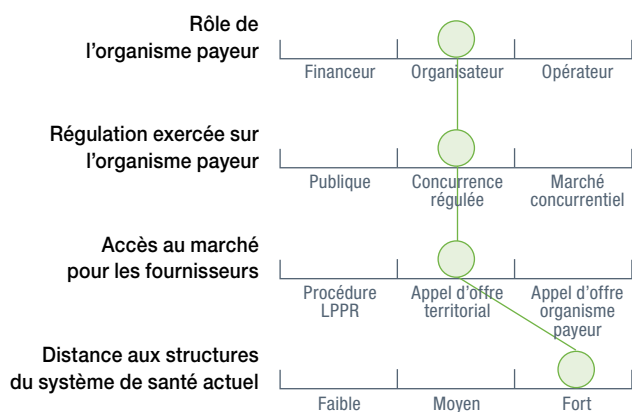 Rôle de
l’organisme payeur
Financeur Organisateur Opérateur
Régulation exercée sur
l’organisme payeur
Publique Concurrence régulée Marché concurrentiel
Accès au marché
pour les fournisseurs
Procédure LPPR Appel d’offre territorial Appel d’offre organisme payeur
Distance aux structures
du système de santé actuel
Faible Moyen Fort